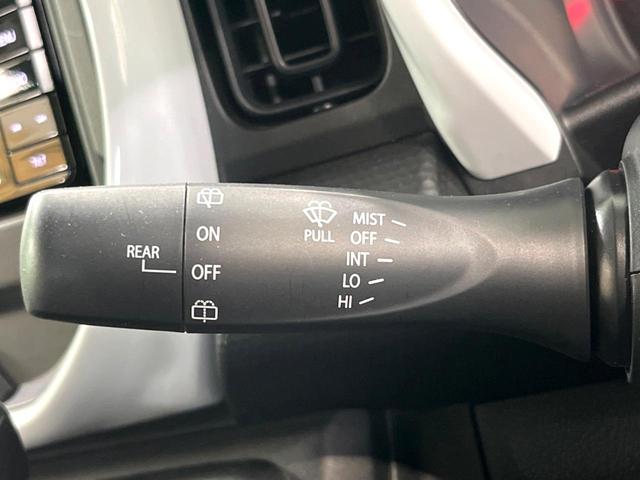 REAR
ON
OFF
PULL
MIST
OFF
INT
LO
HI